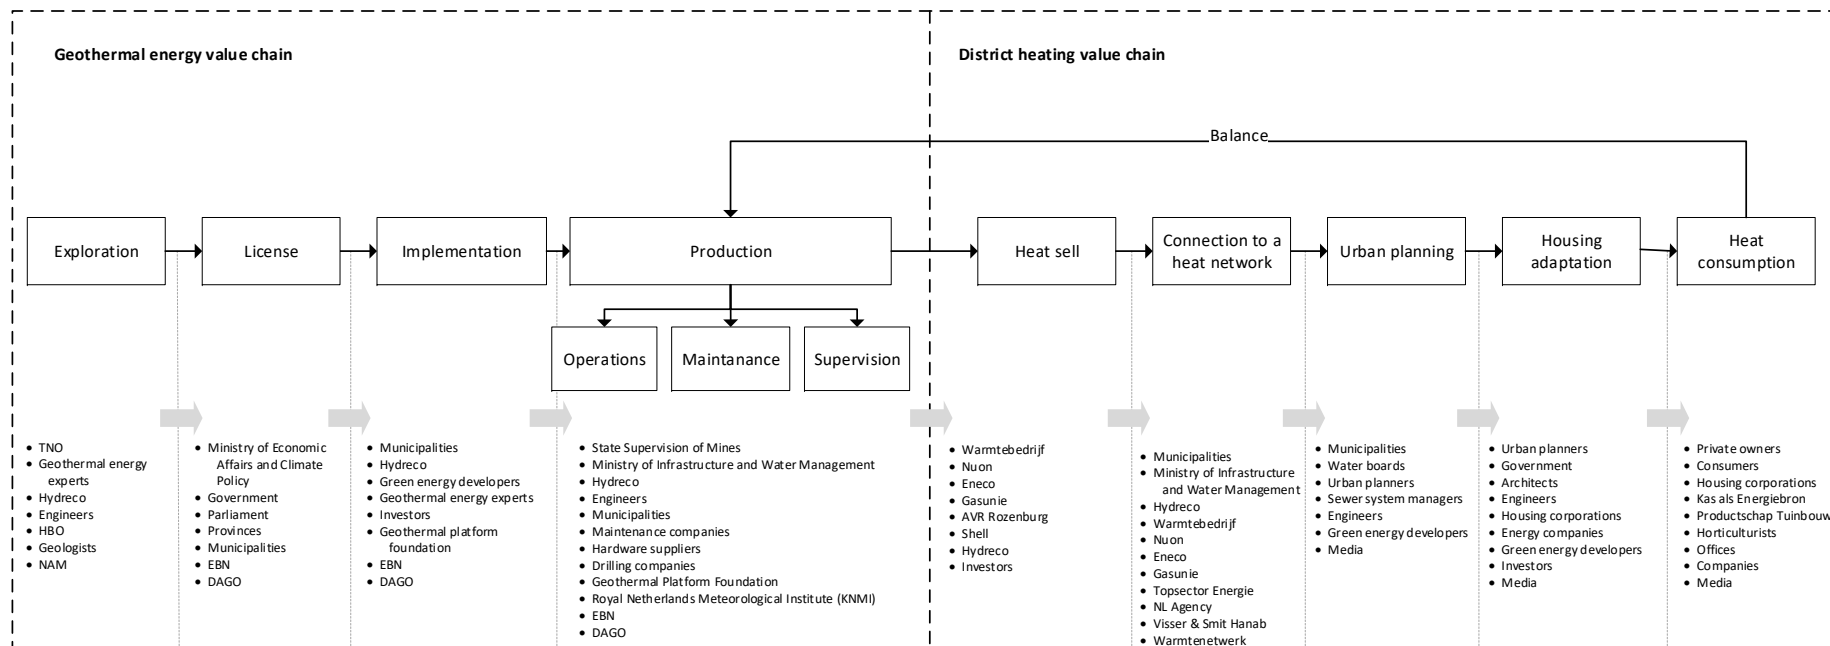 Geothermal energy value chain
District heating value chain
Balance
Exploration
License
Implementation
Production
Heat sell
Connection to a
heat network
Urban planning
Housing
adaptation
Heat
consumption
Operations
Maintanance
Supervision
• TNO
• Geothermal energy
experts
• Hydreco
• Engineers
• HBO
• Geologists
• NAM
• Ministry of Economic
Affairs and Climate
Policy
• Government
• Parliament
• Provinces
• Municipalities
• EBN
• DAGO
• Municipalities
• Hydreco
• Green energy developers
• Geothermal energy experts
• Investors
• Geothermal platform
foundation
• EBN
• DAGO
• State Supervision of Mines
• Ministry of Infrastructure and Water Management
• Hydreco
• Engineers
• Municipalities
• Maintenance companies
• Hardware suppliers
• Drilling companies
• Geothermal Platform Foundation
• Royal Netherlands Meteorological Institute (KNMI)
• EBN
• DAGO
• Warmtebedrijf
• Nuon
• Eneco
• Gasunie
• AVR Rozenburg
• Shell
• Hydreco
• Investors
• Municipalities
• Ministry of Infrastructure
and Water Management
• Hydreco
• Warmtebedrijf
• Nuon
• Eneco
• Gasunie
• Topsector Energie
• NL Agency
• Visser & Smit Hanab
• Warmtenetwerk
• Municipalities
• Water boards
• Urban planners
• Sewer system managers
• Engineers
• Green energy developers
• Media
• Urban planners
• Government
• Architects
• Engineers
• Housing corporations
• Energy companies
• Green energy developers
• Investors
• Media
• Private owners
• Consumers
• Housing corporations
• Kas als Energiebron
• Productschap Tuinbouw
• Horticulturists
• Offices
• Companies
• Media